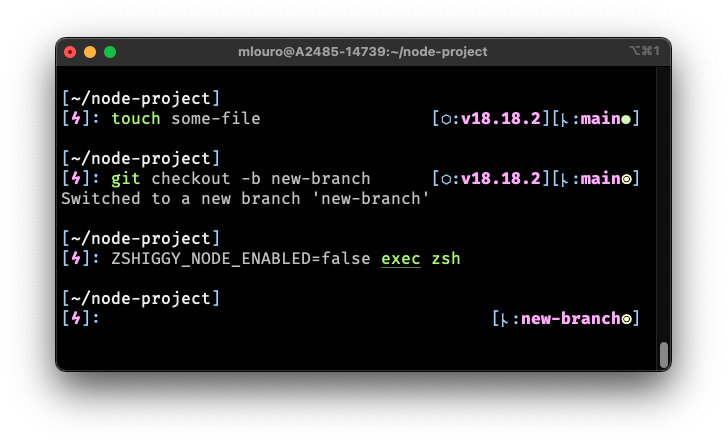 mlouro@A2485-14739:~/node-project ⌥⌘1
[~/node-project]
[ϟ]: touch some-file [⬡:v18.18.2][ᚿ:main●]
[~/node-project]
[ϟ]: git checkout -b new-branch [⬡:v18.18.2][ᚿ:main◎]
Switched to a new branch 'new-branch'
[~/node-project]
[ϟ]: ZSHIGGY_NODE_ENABLED=false exec zsh
[~/node-project]
[ϟ]: [ᚿ:new-branch◎]